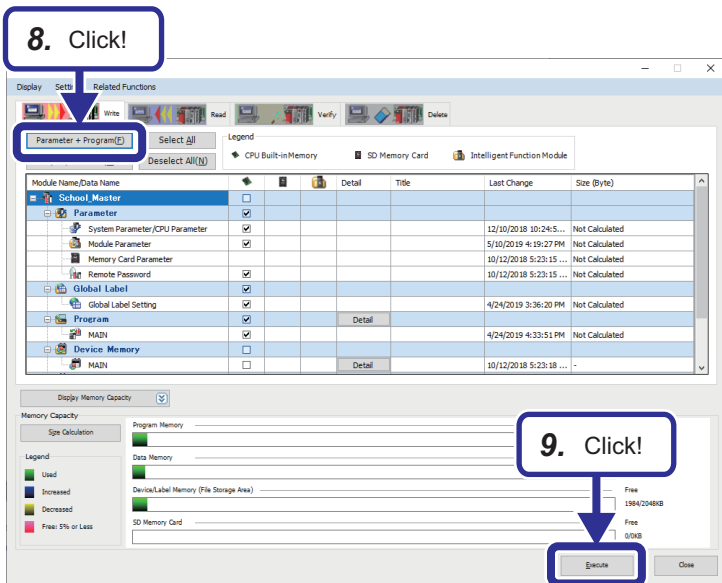 8. Click!
Display Setting Related Functions
Write Read Verify Delete
Parameter + Program(F) Select All Legend
Deselect All(N) CPU Built-in Memory SD Memory Card Intelligent Function Module
Module Name/Data Name Detail Title Last Change Size (Byte)
School_Master
Parameter
System Parameter/CPU Parameter 12/10/2018 10:24:5... Not Calculated
Module Parameter 5/10/2019 4:19:27 PM Not Calculated
Memory Card Parameter 10/12/2018 5:23:15 ... Not Calculated
Remote Password 10/12/2018 5:23:15 ... Not Calculated
Global Label
Global Label Setting 4/24/2019 3:36:20 PM Not Calculated
Program Detail
MAIN 4/24/2019 4:33:51 PM Not Calculated
Device Memory
MAIN Detail 10/12/2018 5:23:18 ... -
Display Memory Capacity
Memory Capacity
Size Calculation
Program Memory
Legend
Used
Increased
Decreased
Free: 5% or Less
Data Memory
Device/Label Memory (File Storage Area) Free
1984/2048KB
SD Memory Card Free
0/0KB
9. Click!
Execute Close